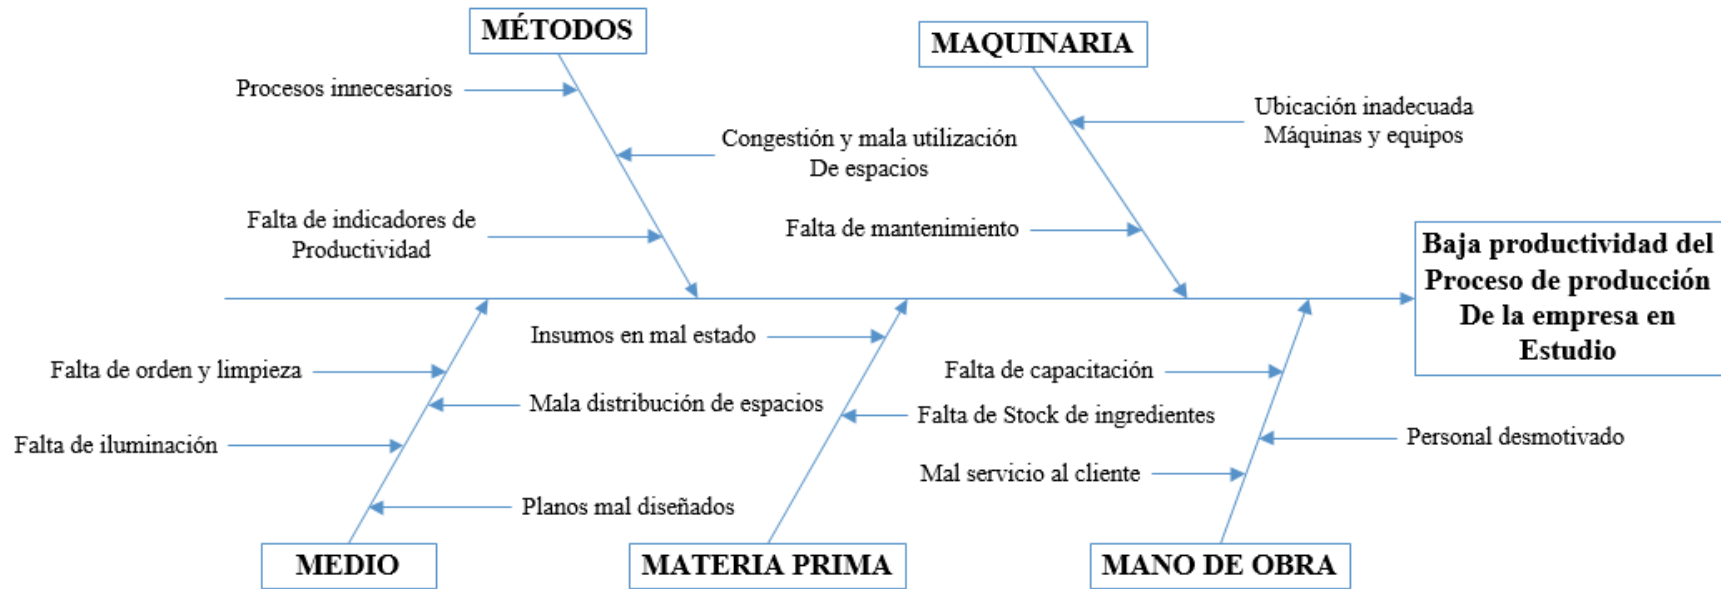 MÉTODOS
MAQUINARIA
Procesos innecesarios
Ubicación inadecuada
Máquinas y equipos
Congestión y mala utilización
De espacios
Falta de indicadores de
Productividad
Falta de mantenimiento
Baja productividad del
Proceso de producción
De la empresa en
Estudio
Insumos en mal estado
Falta de orden y limpieza
Falta de capacitación
Mala distribución de espacios
Falta de Stock de ingredientes
Falta de iluminación
Personal desmotivado
Mal servicio al cliente
Planos mal diseñados
MEDIO
MATERIA PRIMA
MANO DE OBRA